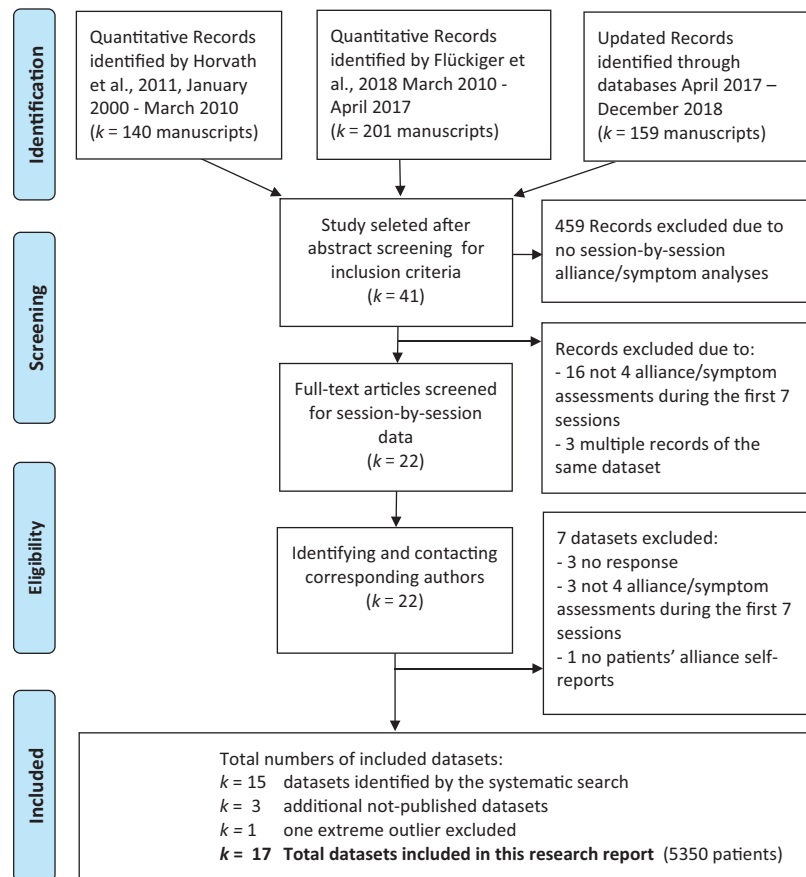 Identification
Quantitative Records
identified by Horvath
et al., 2011, January
2000 - March 2010
(k = 140 manuscripts)
Quantitative Records
identified by Flückiger
et al., 2018 March 2010 -
April 2017
(k = 201 manuscripts)
Updated Records
identified through
databases April 2017 –
December 2018
(k = 159 manuscripts)
Screening
Study seleted after
abstract screening for
inclusion criteria
(k = 41)
459 Records excluded due to
no session-by-session
alliance/symptom analyses
Full-text articles screened
for session-by-session
data
(k = 22)
Records excluded due to:
- 16 not 4 alliance/symptom
assessments during the first 7
sessions
- 3 multiple records of the
same dataset
Eligibility
Identifying and contacting
corresponding authors
(k = 22)
7 datasets excluded:
- 3 no response
- 3 not 4 alliance/symptom
assessments during the first 7
sessions
- 1 no patients’ alliance self-
reports
Included
Total numbers of included datasets:
k = 15 datasets identified by the systematic search
k = 3 additional not-published datasets
k = 1 one extreme outlier excluded
k = 17 Total datasets included in this research report (5350 patients)